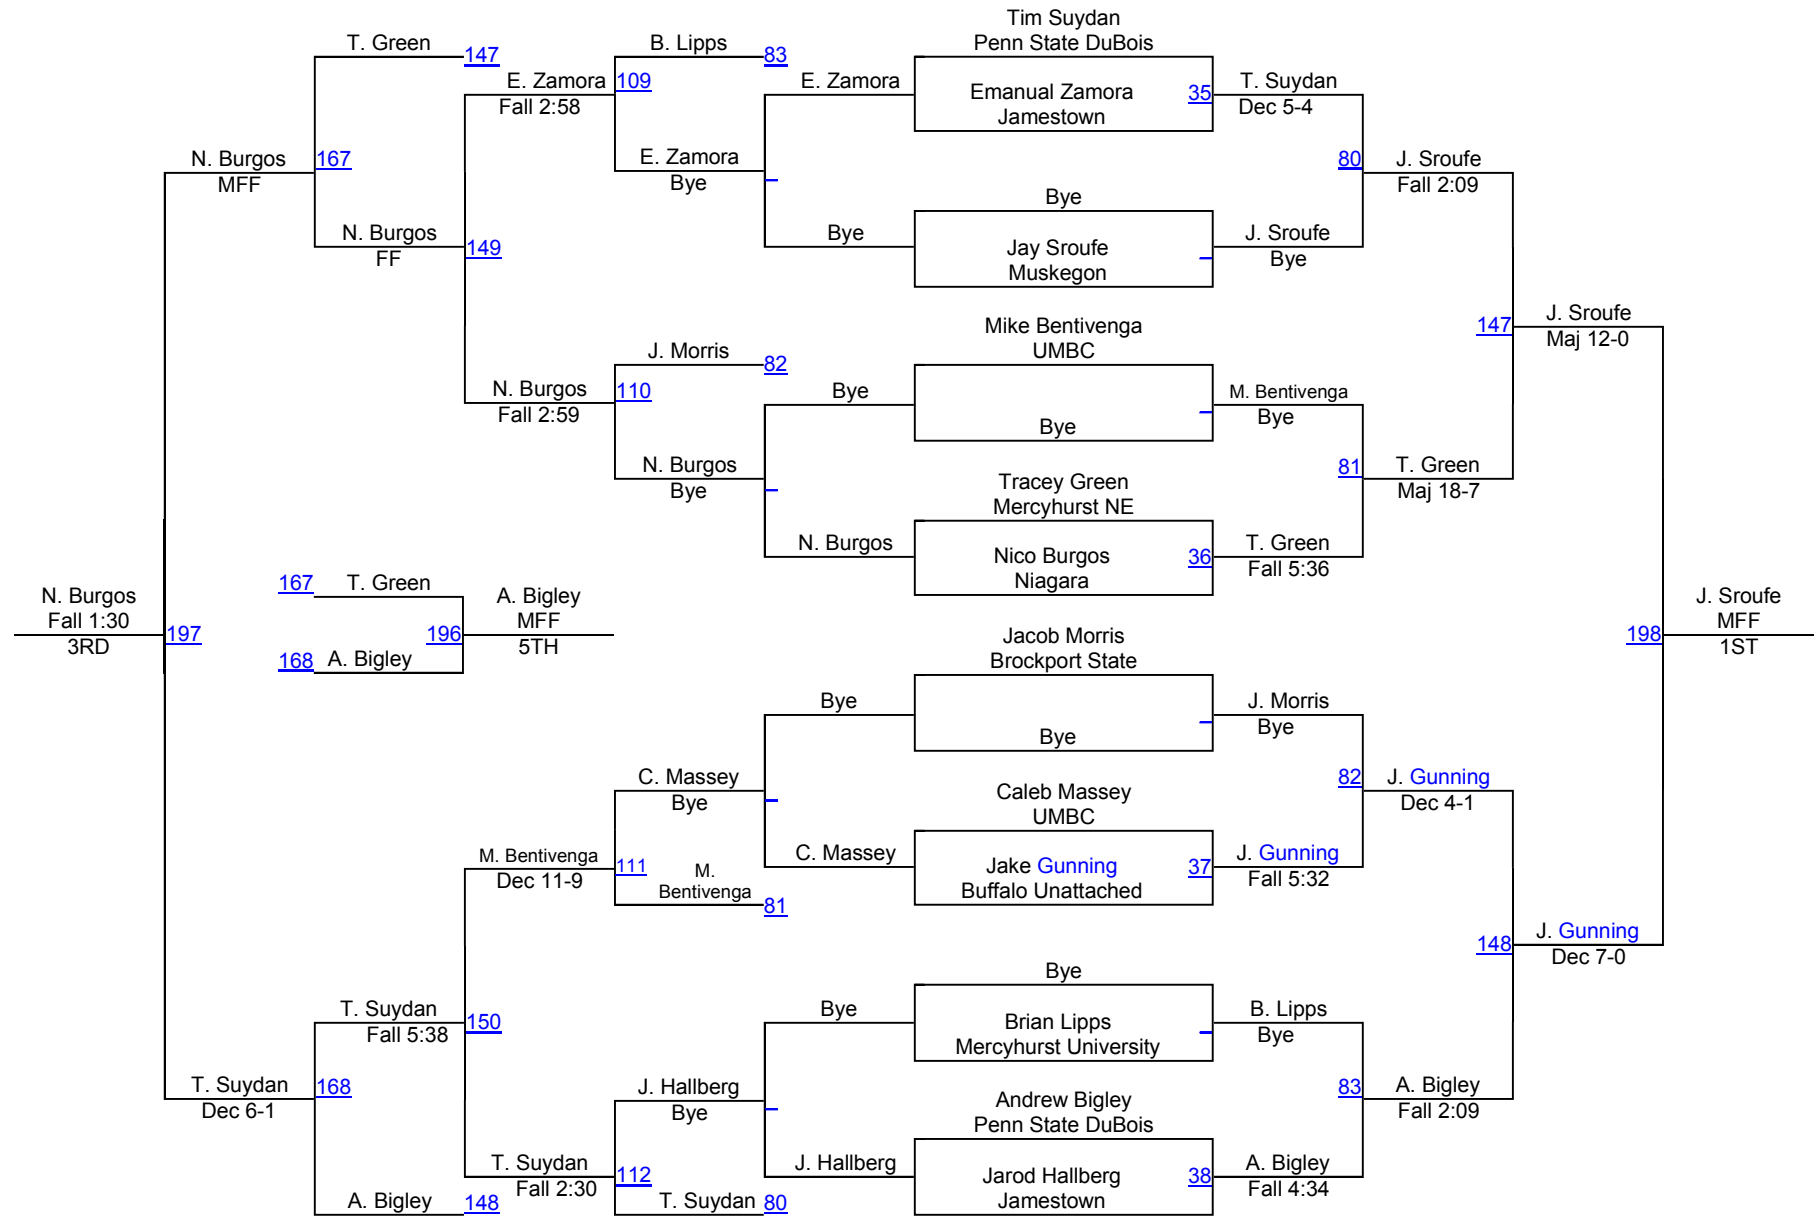 Tim Suydan
T. Green
B. Lipps
Penn State DuBois
147
83
E. Zamora
109
E. Zamora
Emanual Zamora
35
T. Suydan
Fall 2:58
Jamestown
Dec 5-4
N. Burgos
167
E. Zamora
80
J. Sroufe
MFF
Bye
Fall 2:09
Bye
N. Burgos
149
Bye
Jay Sroufe
J. Sroufe
FF
Muskegon
Bye
Mike Bentivenga
147
J. Sroufe
J. Morris
82
UMBC
Maj 12-0
N. Burgos
110
Bye
M. Bentivenga
Fall 2:59
Bye
Bye
N. Burgos
81
T. Green
Bye
Tracey Green
Maj 18-7
Mercyhurst NE
N. Burgos
Nico Burgos
36
T. Green
Niagara
Fall 5:36
167
T. Green
N. Burgos
A. Bigley
J. Sroufe
Fall 1:30
MFF
MFF
197
196
198
3RD
5TH
1ST
168
A. Bigley
Jacob Morris
Brockport State
Bye
J. Morris
Bye
Bye
C. Massey
82
J. Gunning
Bye
Caleb Massey
Dec 4-1
UMBC
M. Bentivenga
111
C. Massey
Jake Gunning
37
J. Gunning
Dec 11-9
M.
Bentivenga
81
Buffalo Unattached
Fall 5:32
148
J. Gunning
Dec 7-0
Bye
T. Suydan
150
Bye
Brian Lipps
B. Lipps
Fall 5:38
Mercyhurst University
Bye
T. Suydan
168
J. Hallberg
83
A. Bigley
Dec 6-1
Bye
Andrew Bigley
Fall 2:09
Penn State DuBois
T. Suydan
112
J. Hallberg
Jarod Hallberg
38
A. Bigley
Fall 2:30
Jamestown
Fall 4:34
A. Bigley
148
T. Suydan
80